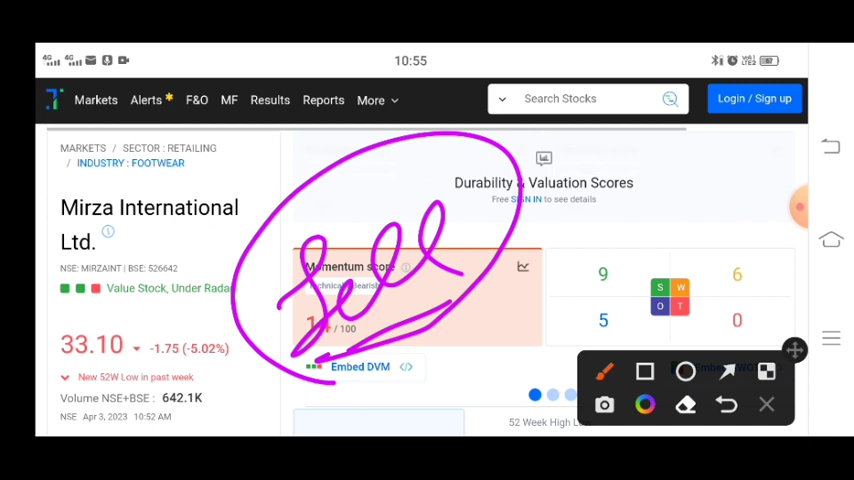 4G 4G 10:55 VoLTE2 67
Markets Alerts F&O MF Results Reports More Search Stocks Login / Sign up
MARKETS / SECTOR : RETAILING
/ INDUSTRY : FOOTWEAR
Mirza International
Ltd.
NSE: MIRZAINT | BSE: 526642
Value Stock, Under Radar
33.10 -1.75 (-5.02%)
New 52W Low in past week
Volume NSE+BSE : 642.1K
NSE Apr 3, 2023 10:52 AM
Durability & Valuation Scores
Free SIGN IN to see details
Momentum score
Technically Bearish
/ 100
Sell
Embed DVM
9 S W 6
5 O T 0
52 Week High Low